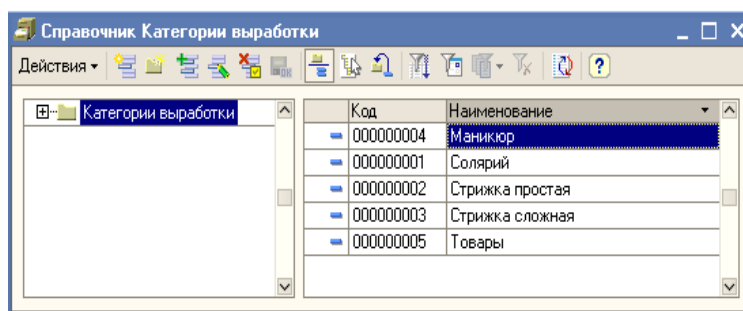 Справочник Категории выработки
Действия
Категории выработки
Код Наименование
000000004 Маникюр
000000001 Солярий
000000002 Стрижка простая
000000003 Стрижка сложная
000000005 Товары